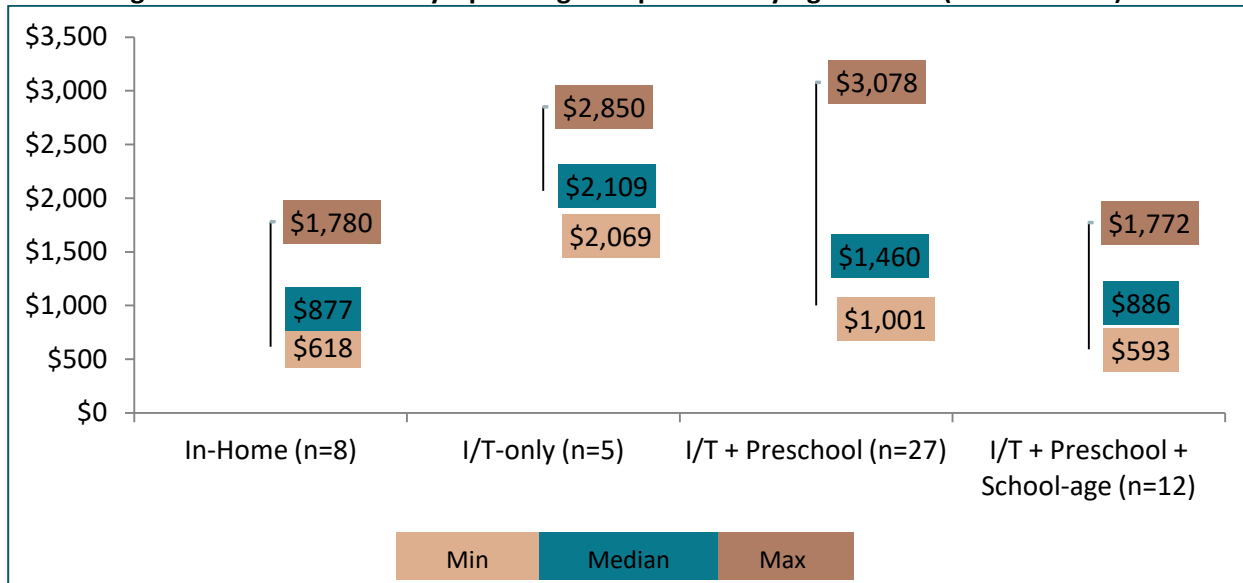 $3,500
$3,000
$2,500
$2,000
$1,500
$1,000
$500
$0
$1,780
$877
$618
$2,850
$2,109
$2,069
$3,078
$1,460
$1,001
$1,772
$886
$593
In-Home (n=8)
I/T-only (n=5)
I/T + Preschool (n=27)
I/T + Preschool +
School-age (n=12)
Min
Median
Max